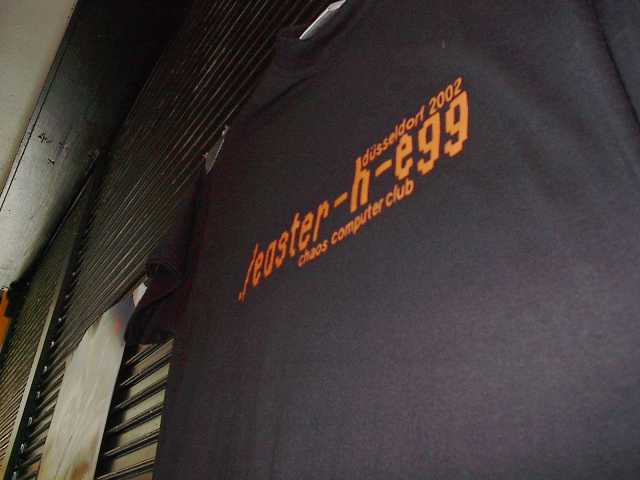 düsseldorf 2002
./easter-h-egg
chaos computer club